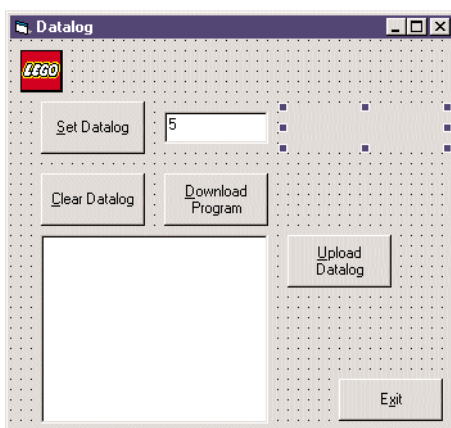 Datalog
LEGO
Set Datalog
5
Clear Datalog
Download
Program
Upload
Datalog
Exit